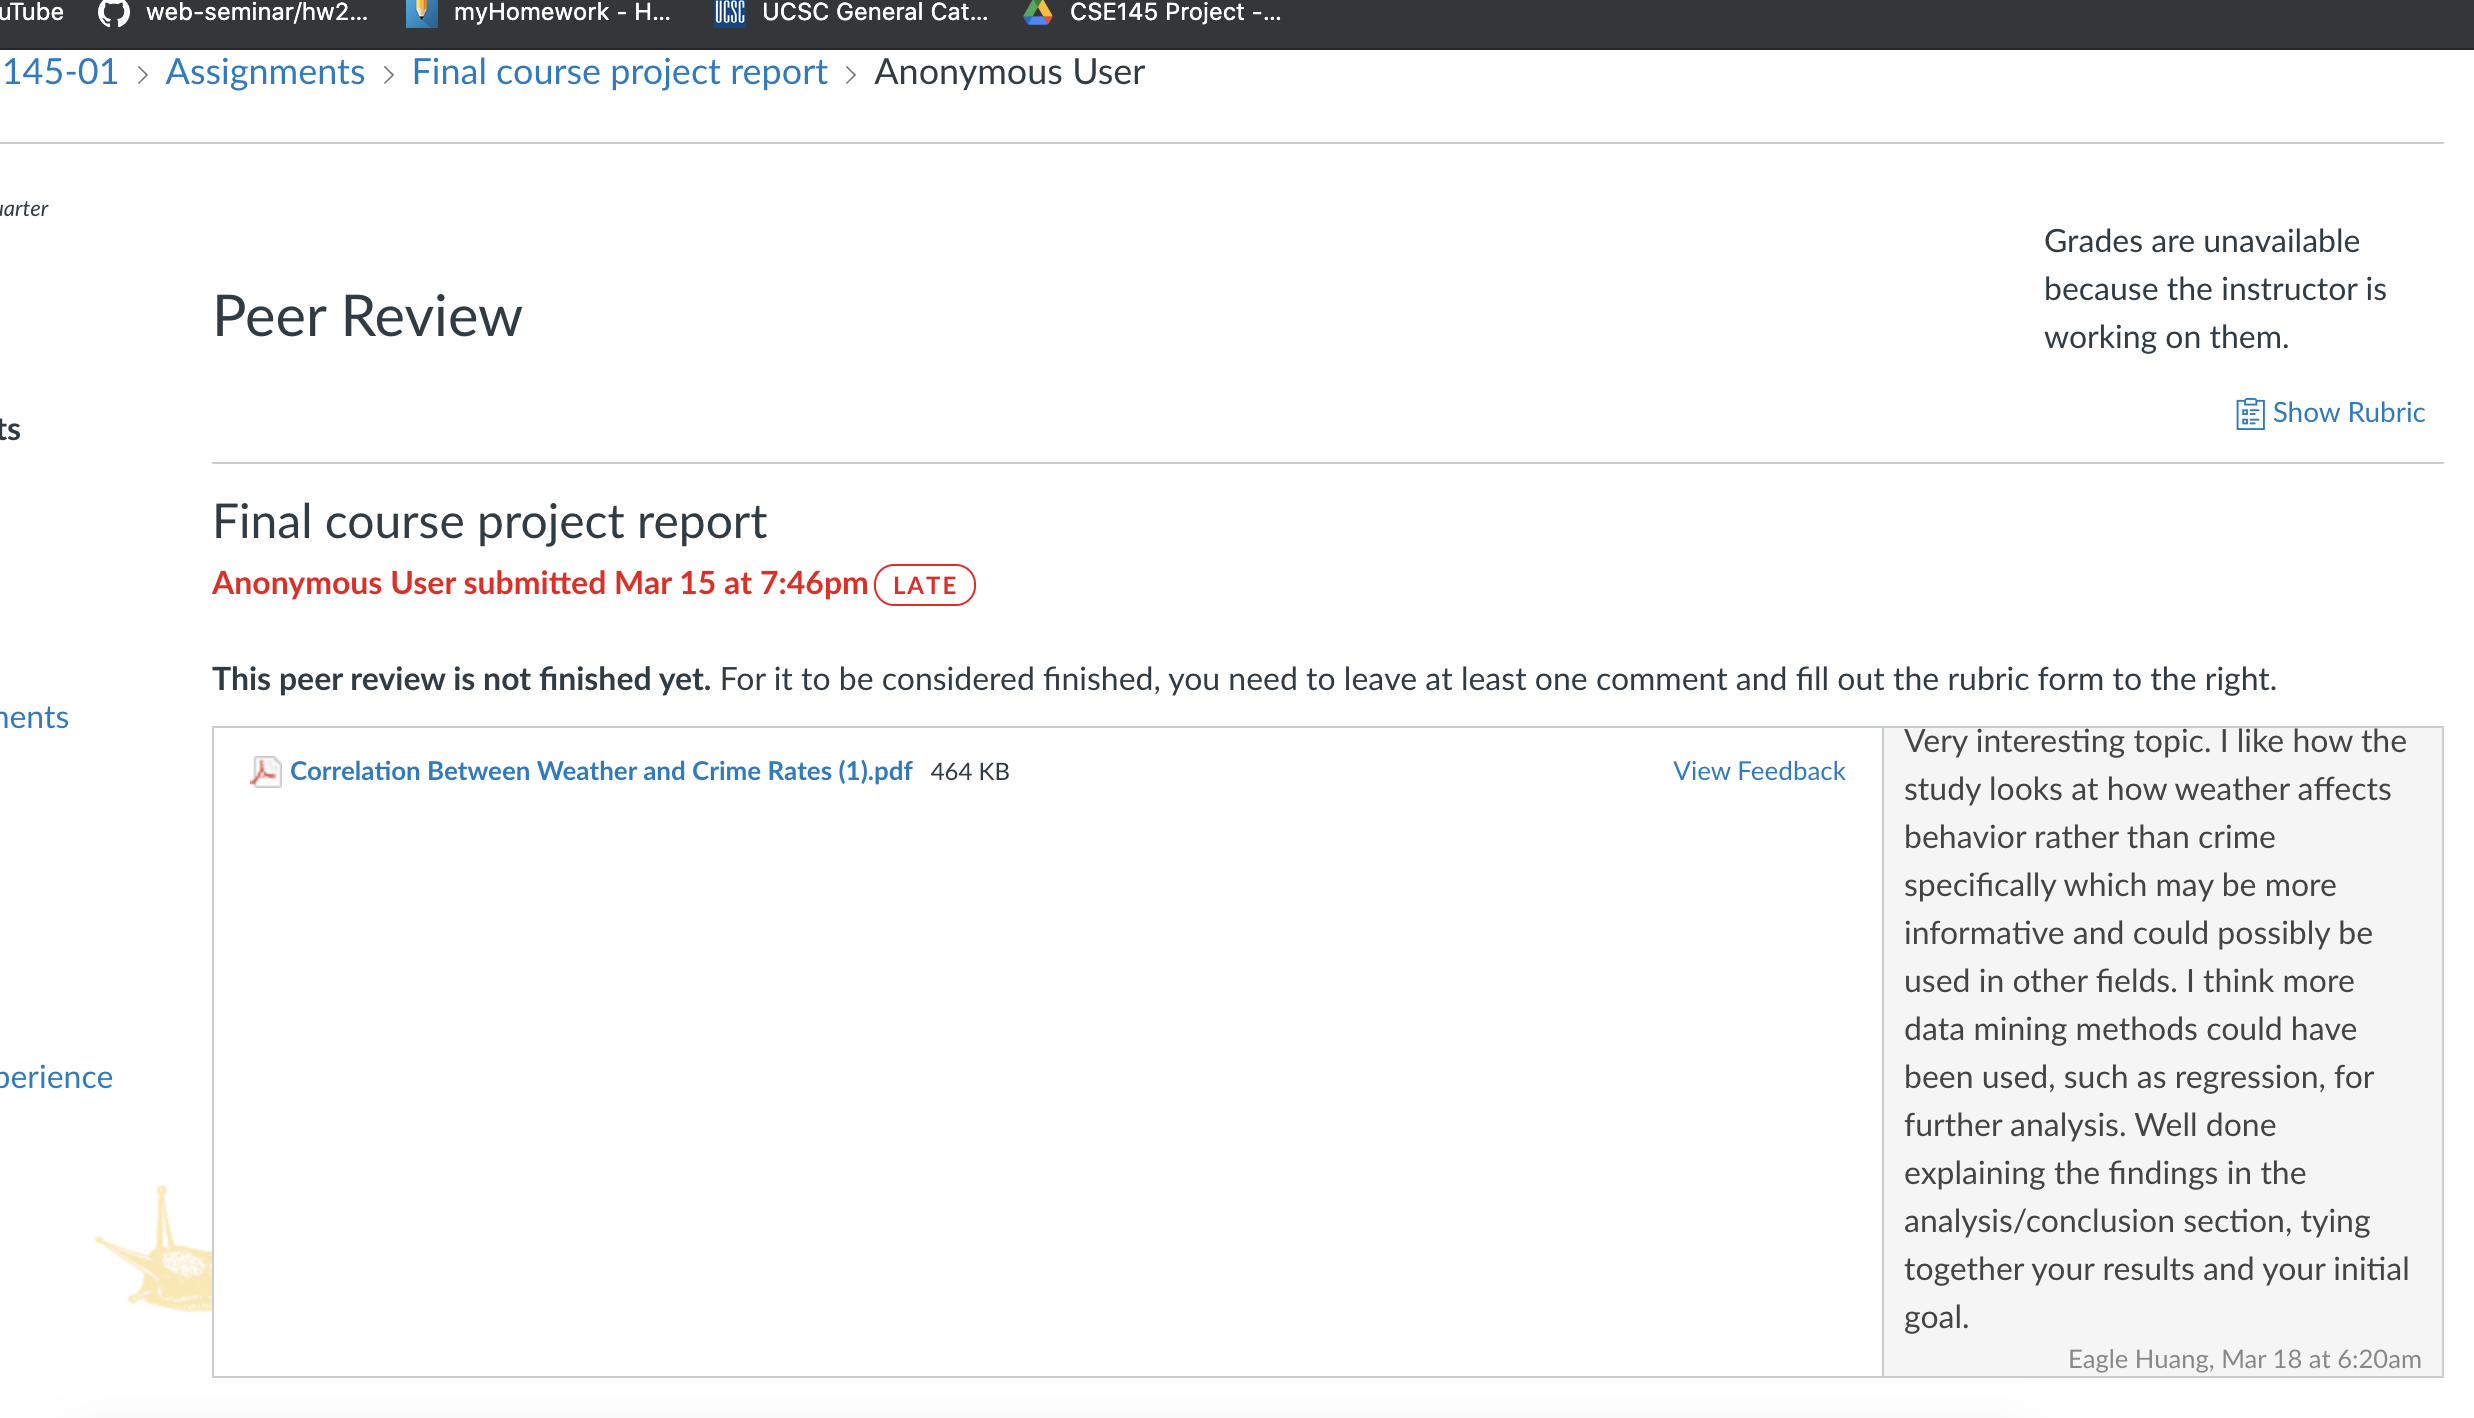 uTube web-seminar/hw2... myHomework - H... UCSC UCSC General Cat... CSE145 Project -...
145-01 > Assignments > Final course project report > Anonymous User
uarter
Grades are unavailable
because the instructor is
working on them.
Peer Review
Show Rubric
ts
Final course project report
Anonymous User submitted Mar 15 at 7:46pm LATE
This peer review is not finished yet. For it to be considered finished, you need to leave at least one comment and fill out the rubric form to the right.
nents
Correlation Between Weather and Crime Rates (1).pdf 464 KB View Feedback
Very interesting topic. I like how the
study looks at how weather affects
behavior rather than crime
specifically which may be more
informative and could possibly be
used in other fields. I think more
data mining methods could have
been used, such as regression, for
further analysis. Well done
explaining the findings in the
analysis/conclusion section, tying
together your results and your initial
goal.
Eagle Huang, Mar 18 at 6:20am
perience